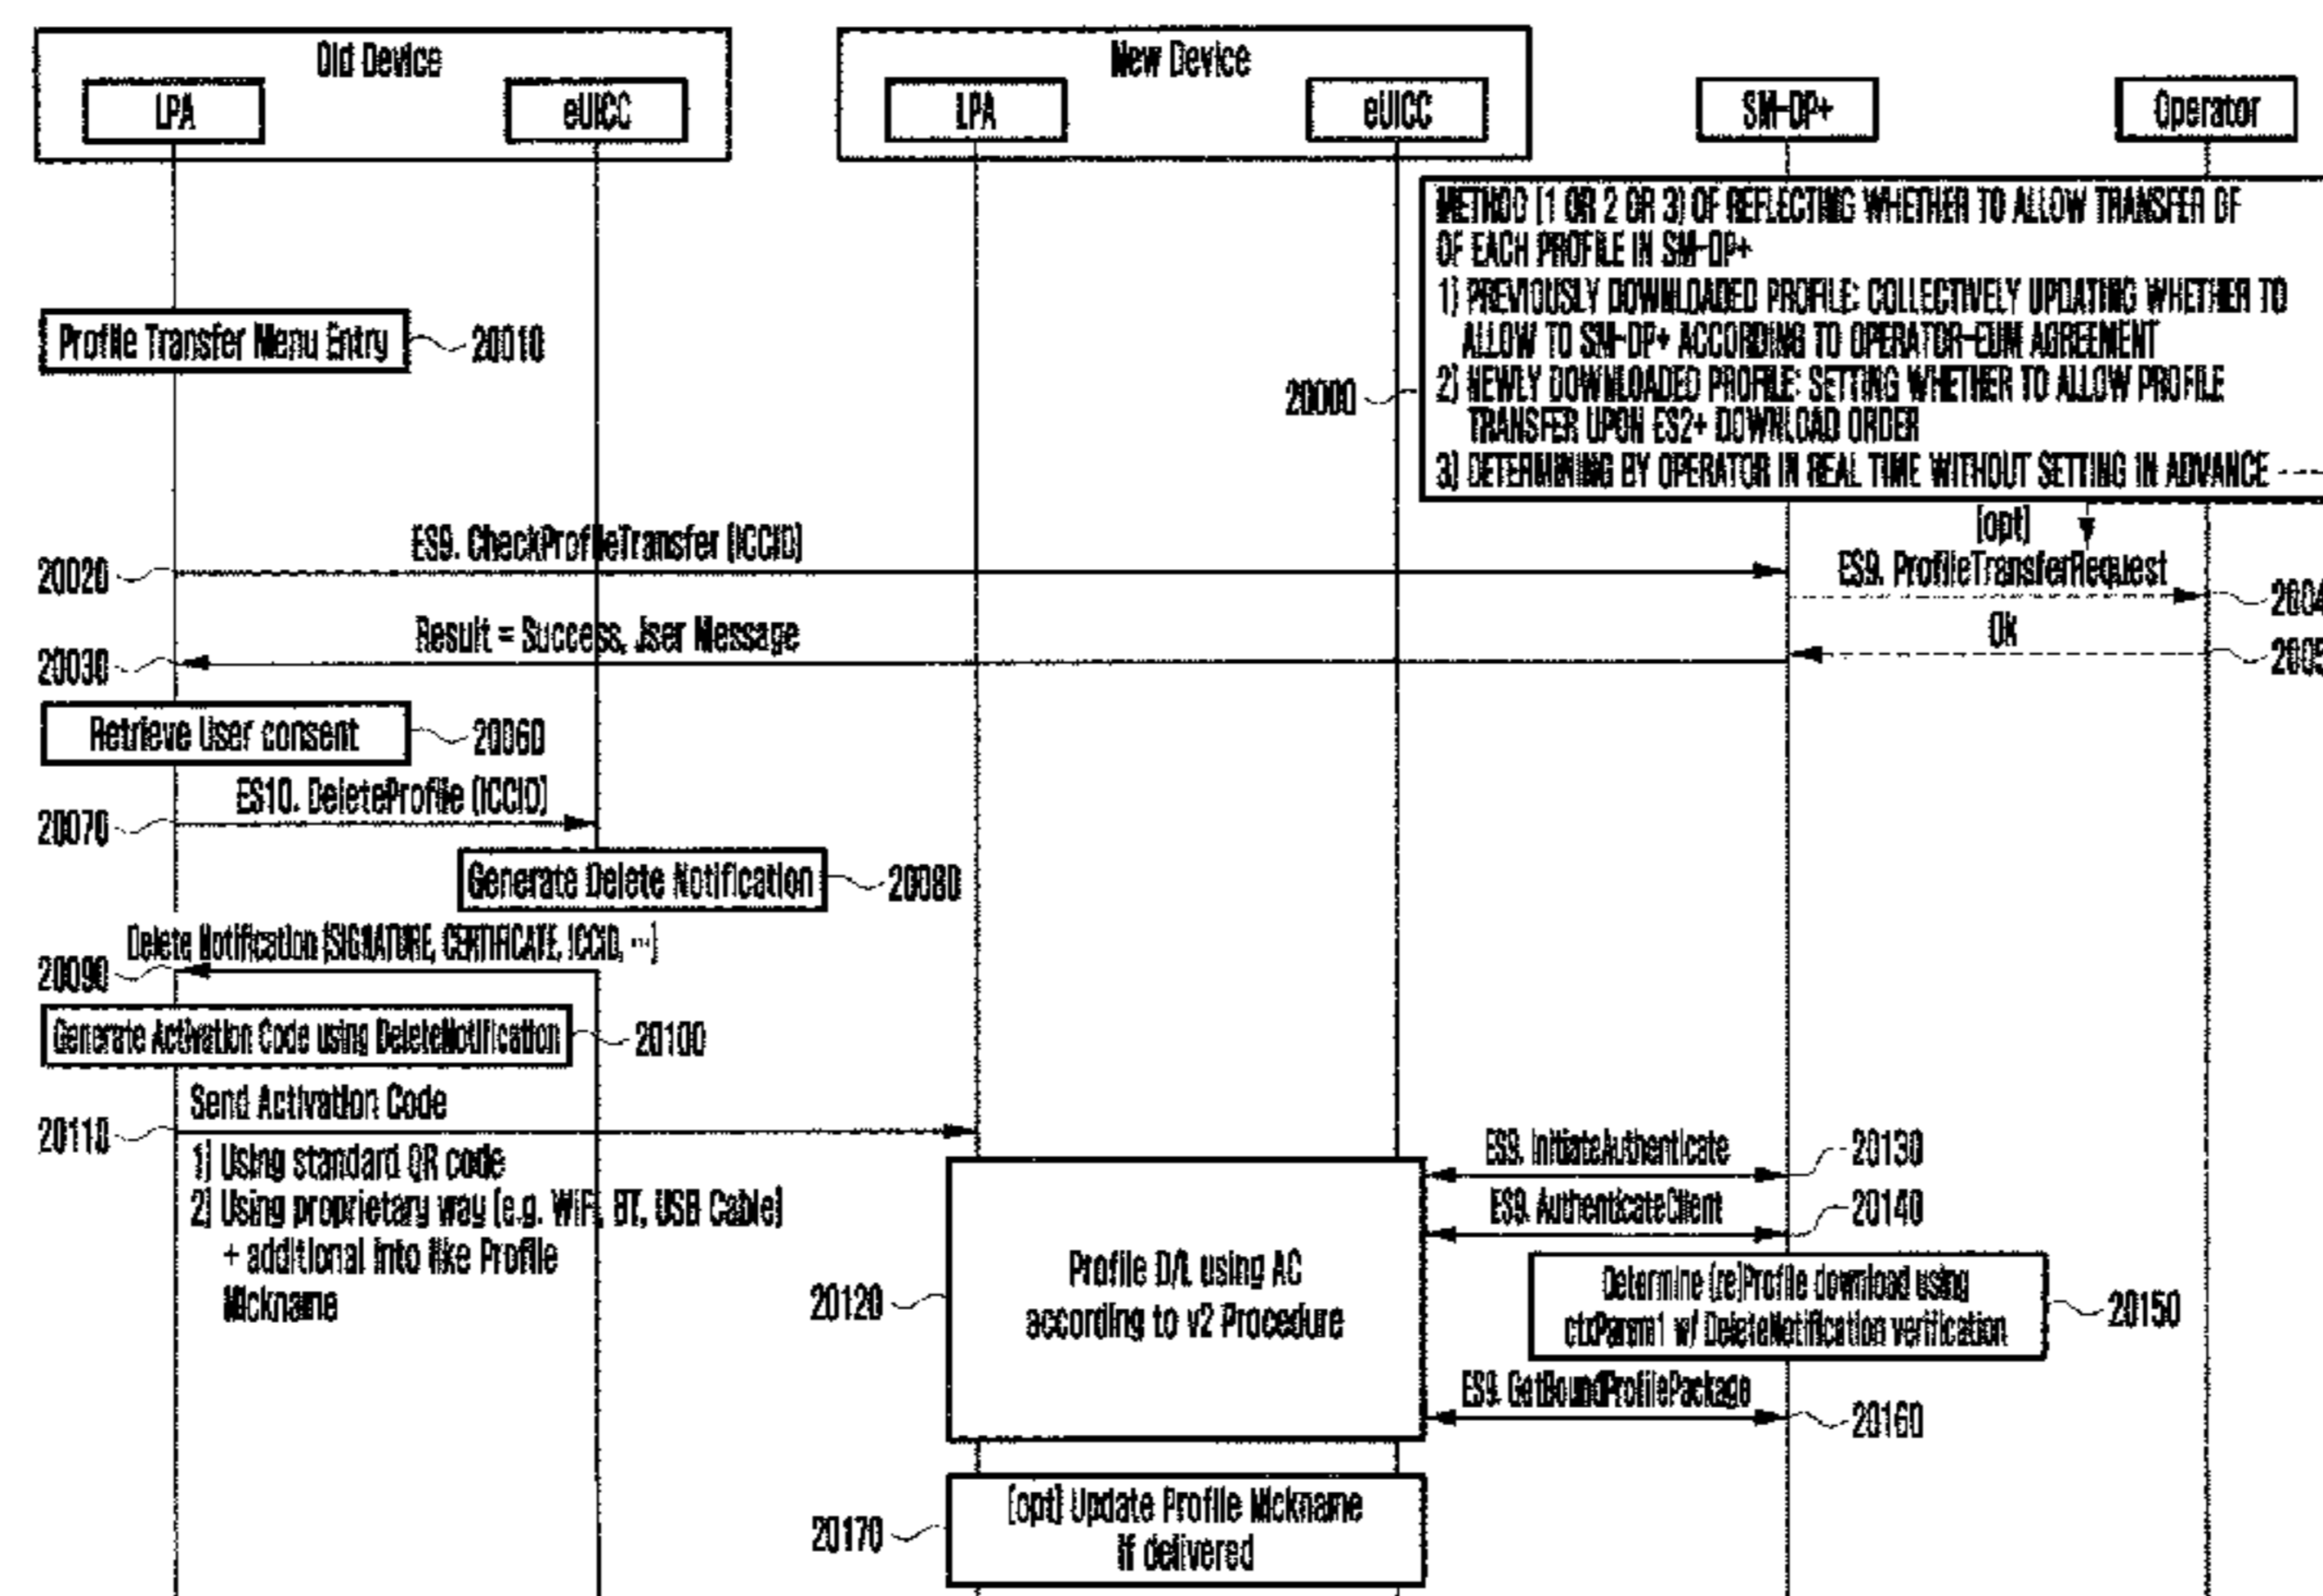 Old Device
New Device
LPA
eUICC
LPA
eUICC
SM-DP+
Operator
METHOD (1 OR 2 OR 3) OF REFLECTING WHETHER TO ALLOW TRANSFER OF
OF EACH PROFILE IN SM-DP+
1) PREVIOUSLY DOWNLOADED PROFILE: COLLECTIVELY UPDATING WHETHER TO
ALLOW TO SM-DP+ ACCORDING TO OPERATOR-EUM AGREEMENT
2) NEWLY DOWNLOADED PROFILE: SETTING WHETHER TO ALLOW PROFILE
TRANSFER UPON ES2+ DOWNLOAD ORDER
3) DETERMINING BY OPERATOR IN REAL TIME WITHOUT SETTING IN ADVANCE
20000
Profile Transfer Menu Entry
20010
ES9. CheckProfileTransfer (ICCID)
20020
[opt]
ES9. ProfileTransferRequest
2004
Result = Success, User Message
20030
Ok
2005
Retrieve User consent
20060
ES10. DeleteProfile (ICCID)
20070
Generate Delete Notification
20080
Delete Notification [SIGNATURE, CERTIFICATE, ICCID, ...]
20090
Generate Activation Code using DeleteNotification
20100
Send Activation Code
20110
1) Using standard QR code
2) Using proprietary way (e.g. WiFi, BT, USB Cable)
+ additional into like Profile
Nickname
Profile D/L using AC
according to v2 Procedure
20120
ES9. InitiateAuthenticate
20130
ES9. AuthenticateClient
20140
Determine (re)Profile download using
ctxParam1 w/ DeleteNotification verification
20150
ES9. GetBoundProfilePackage
20160
[opt] Update Profile Nickname
if delivered
20170